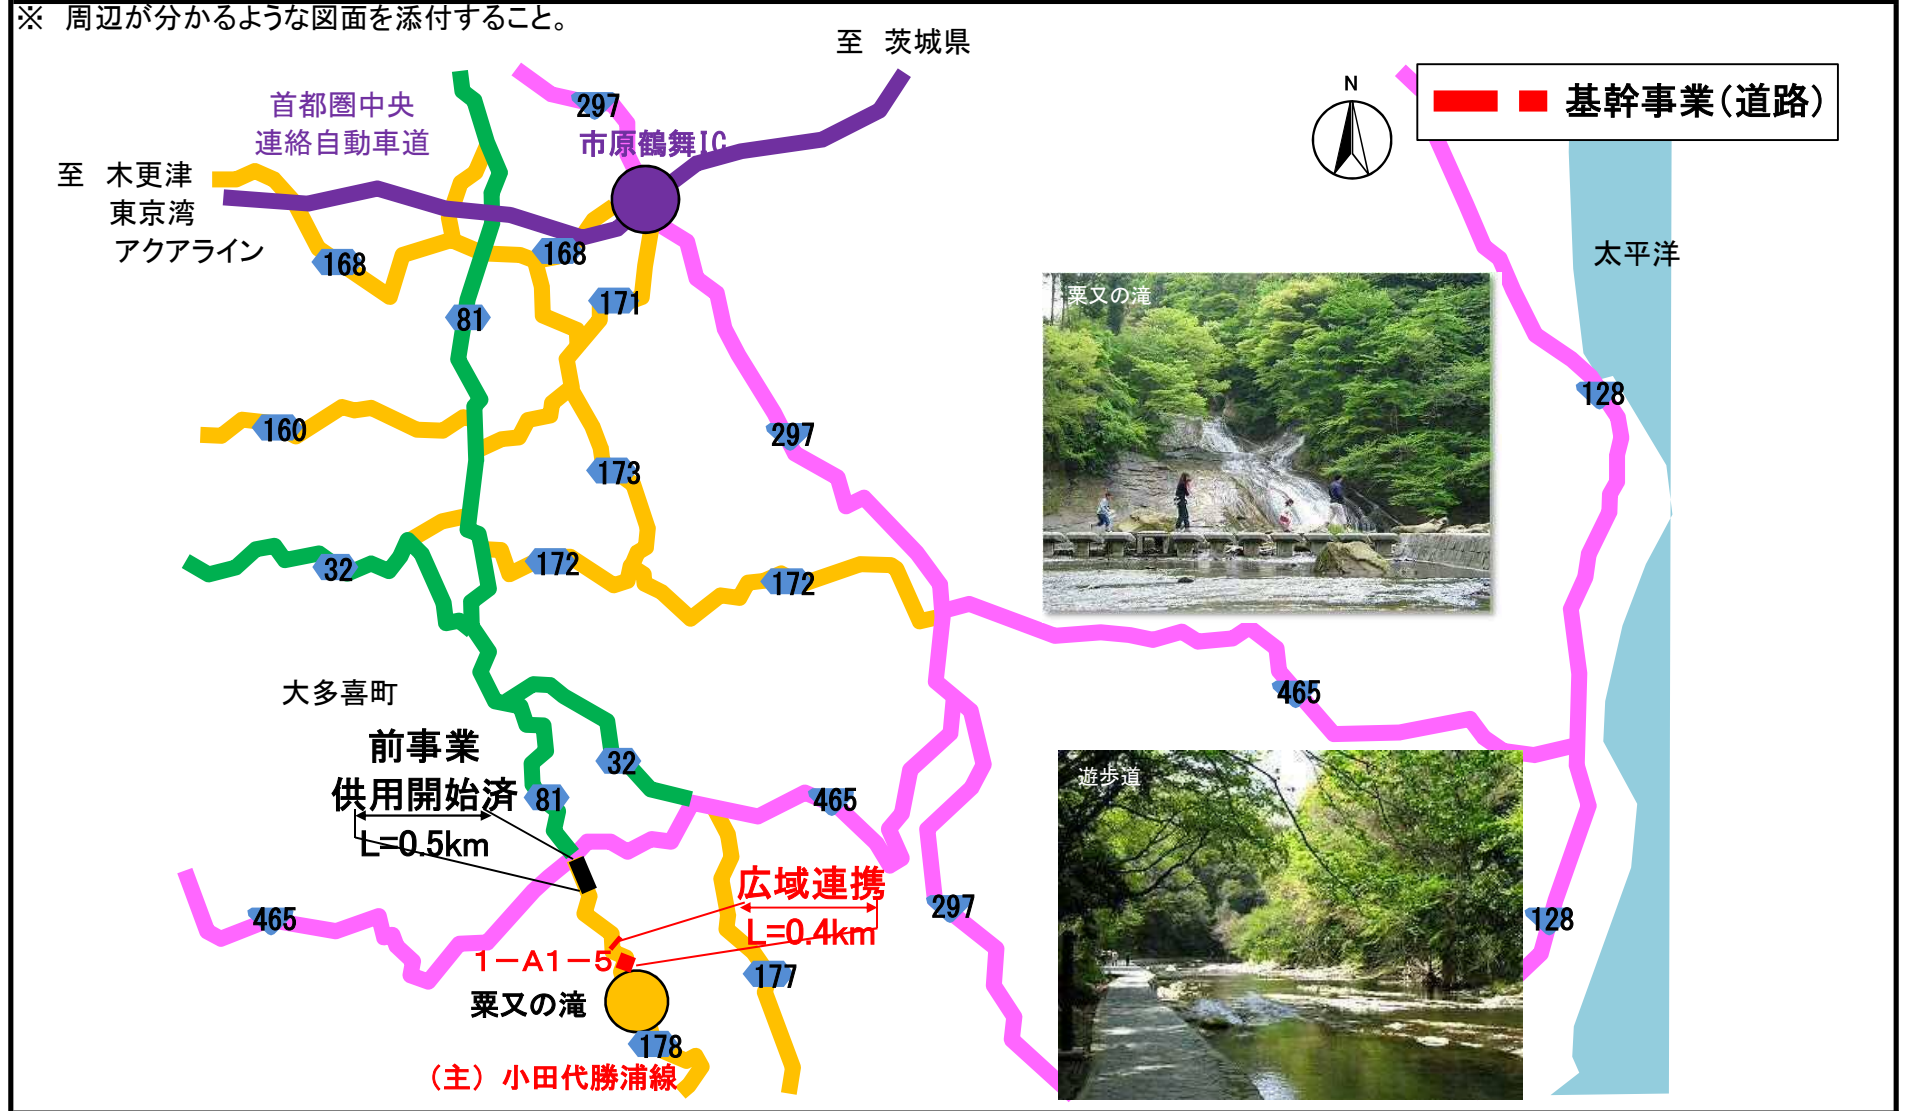 ※ 周辺が分かるような図面を添付すること。
至 茨城県
N
基幹事業（道路）
首都圏中央
連絡自動車道
297
市原鶴舞IC
至 木更津
東京湾
アクアライン
168
168
太平洋
171
粟又の滝
81
128
160
297
173
32
172
172
465
大多喜町
前事業
供用開始済
L=0.5km
32
81
465
遊歩道
広域連携
L=0.4km
465
297
128
1－A1－5
177
粟又の滝
178
（主）小田代勝浦線